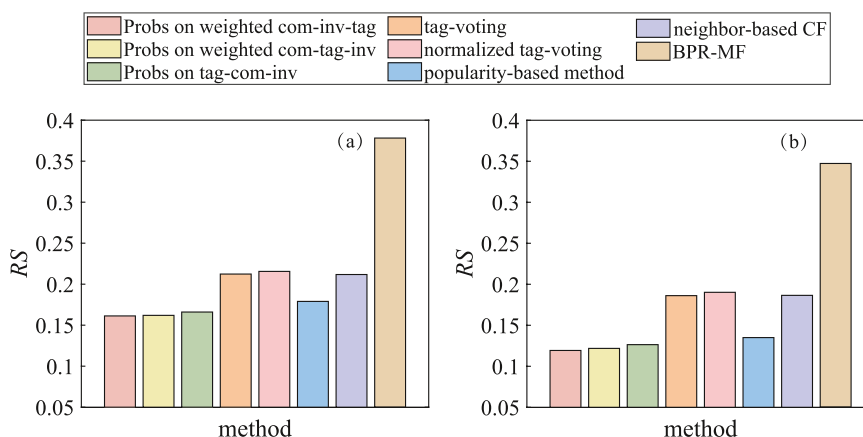 Probs on weighted com-inv-tag
Probs on weighted com-tag-inv
Probs on tag-com-inv
tag-voting
normalized tag-voting
popularity-based method
neighbor-based CF
BPR-MF
(a)
0.4
0.35
0.3
0.25
0.2
0.15
0.1
0.05
RS
method
(b)
0.4
0.35
0.3
0.25
0.2
0.15
0.1
0.05
RS
method